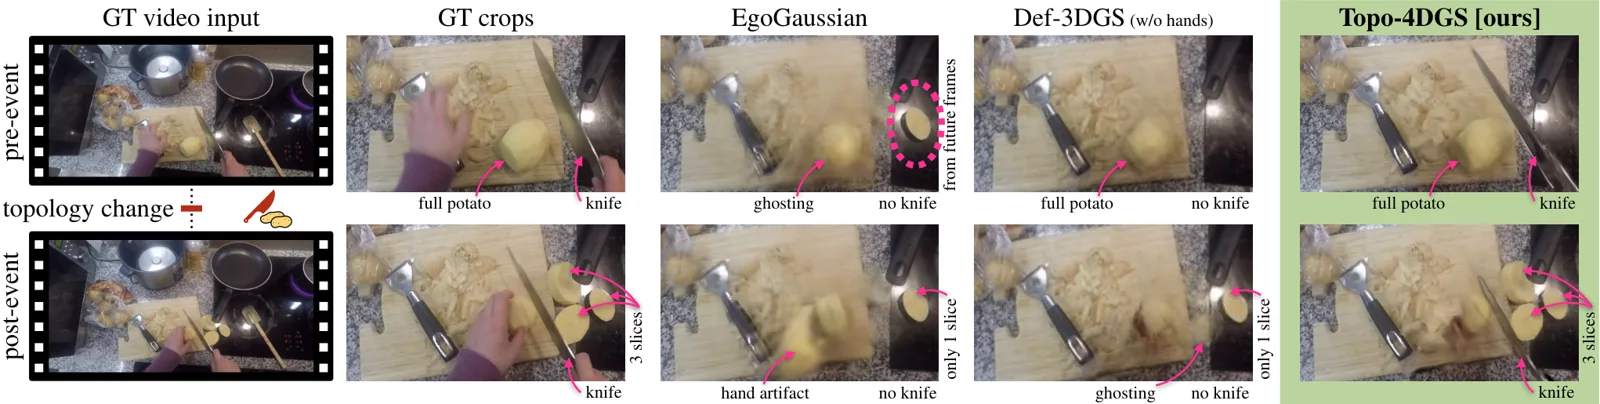 GT video input
GT crops
EgoGaussian
Def-3DGS (w/o hands)
Topo-4DGS [ours]
pre-event
full potato
knife
ghosting
no knife
from future frames
full potato
no knife
full potato
knife
topology change
post-event
3 slices
knife
hand artifact
no knife
only 1 slice
ghosting
no knife
only 1 slice
3 slices
knife